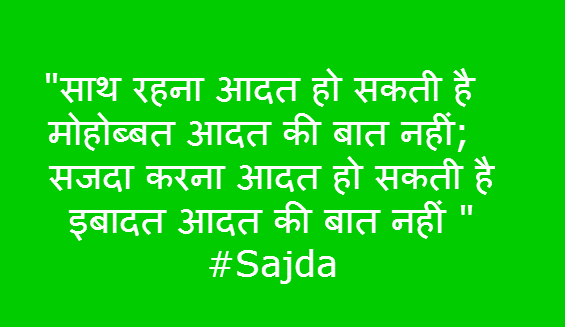 "साथ रहना आदत हो सकती है
मोहोब्बत आदत की बात नहीं;
सजदा करना आदत हो सकती है
इबादत आदत की बात नहीं "
#Sajda